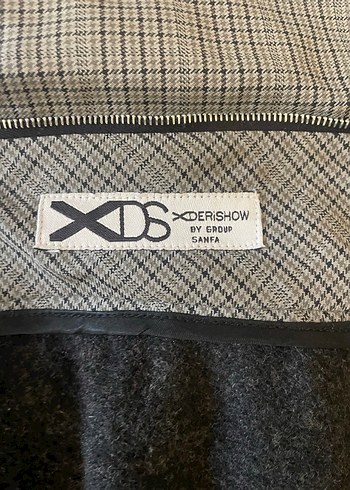 XDS XDERiSHOW
BY GROUP
SANFA